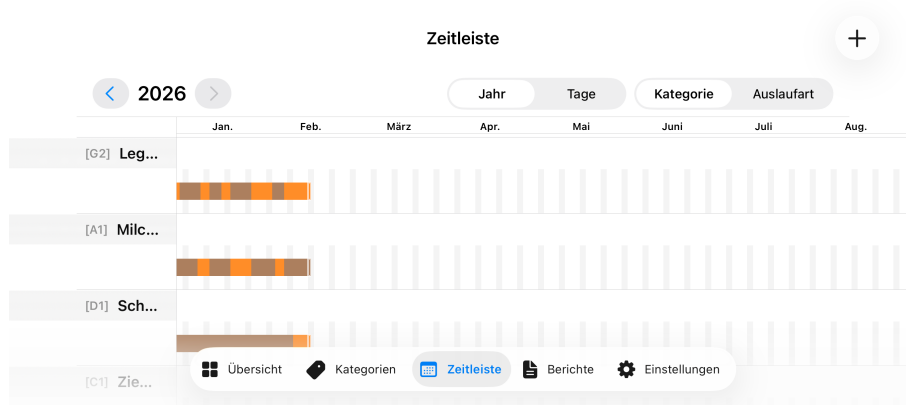 Zeitleiste
2026
Jahr Tage Kategorie Auslaufart
Jan. Feb. März Apr. Mai Juni Juli Aug.
[G2] Leg...
[A1] Milc...
[D1] Sch...
[C1] Zie...
Übersicht Kategorien Zeitleiste Berichte Einstellungen